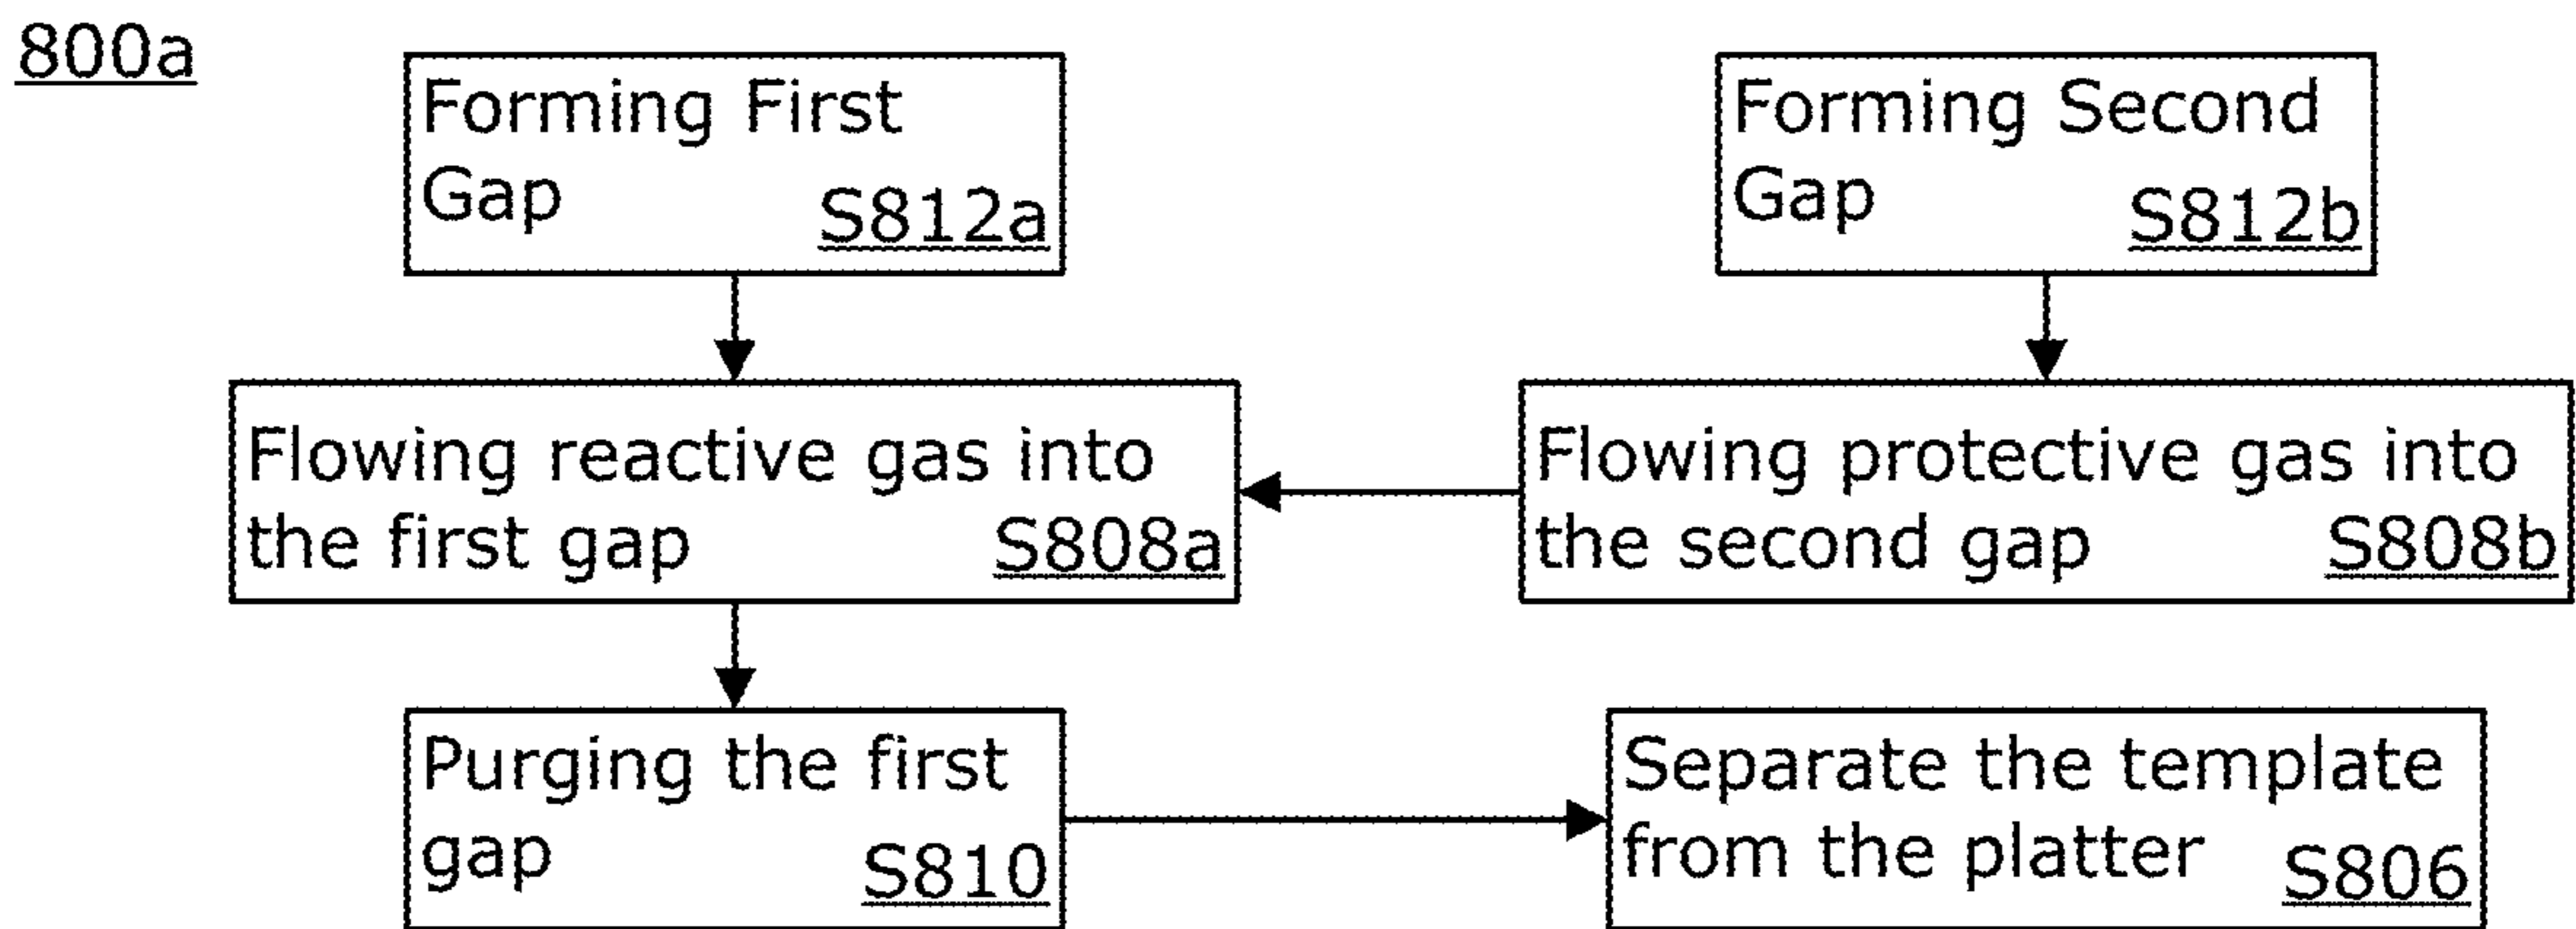 800a
Forming First
Gap S812a
Forming Second
Gap S812b
Flowing reactive gas into
the first gap S808a
Flowing protective gas into
the second gap S808b
Purging the first
gap S810
Separate the template
from the platter S806